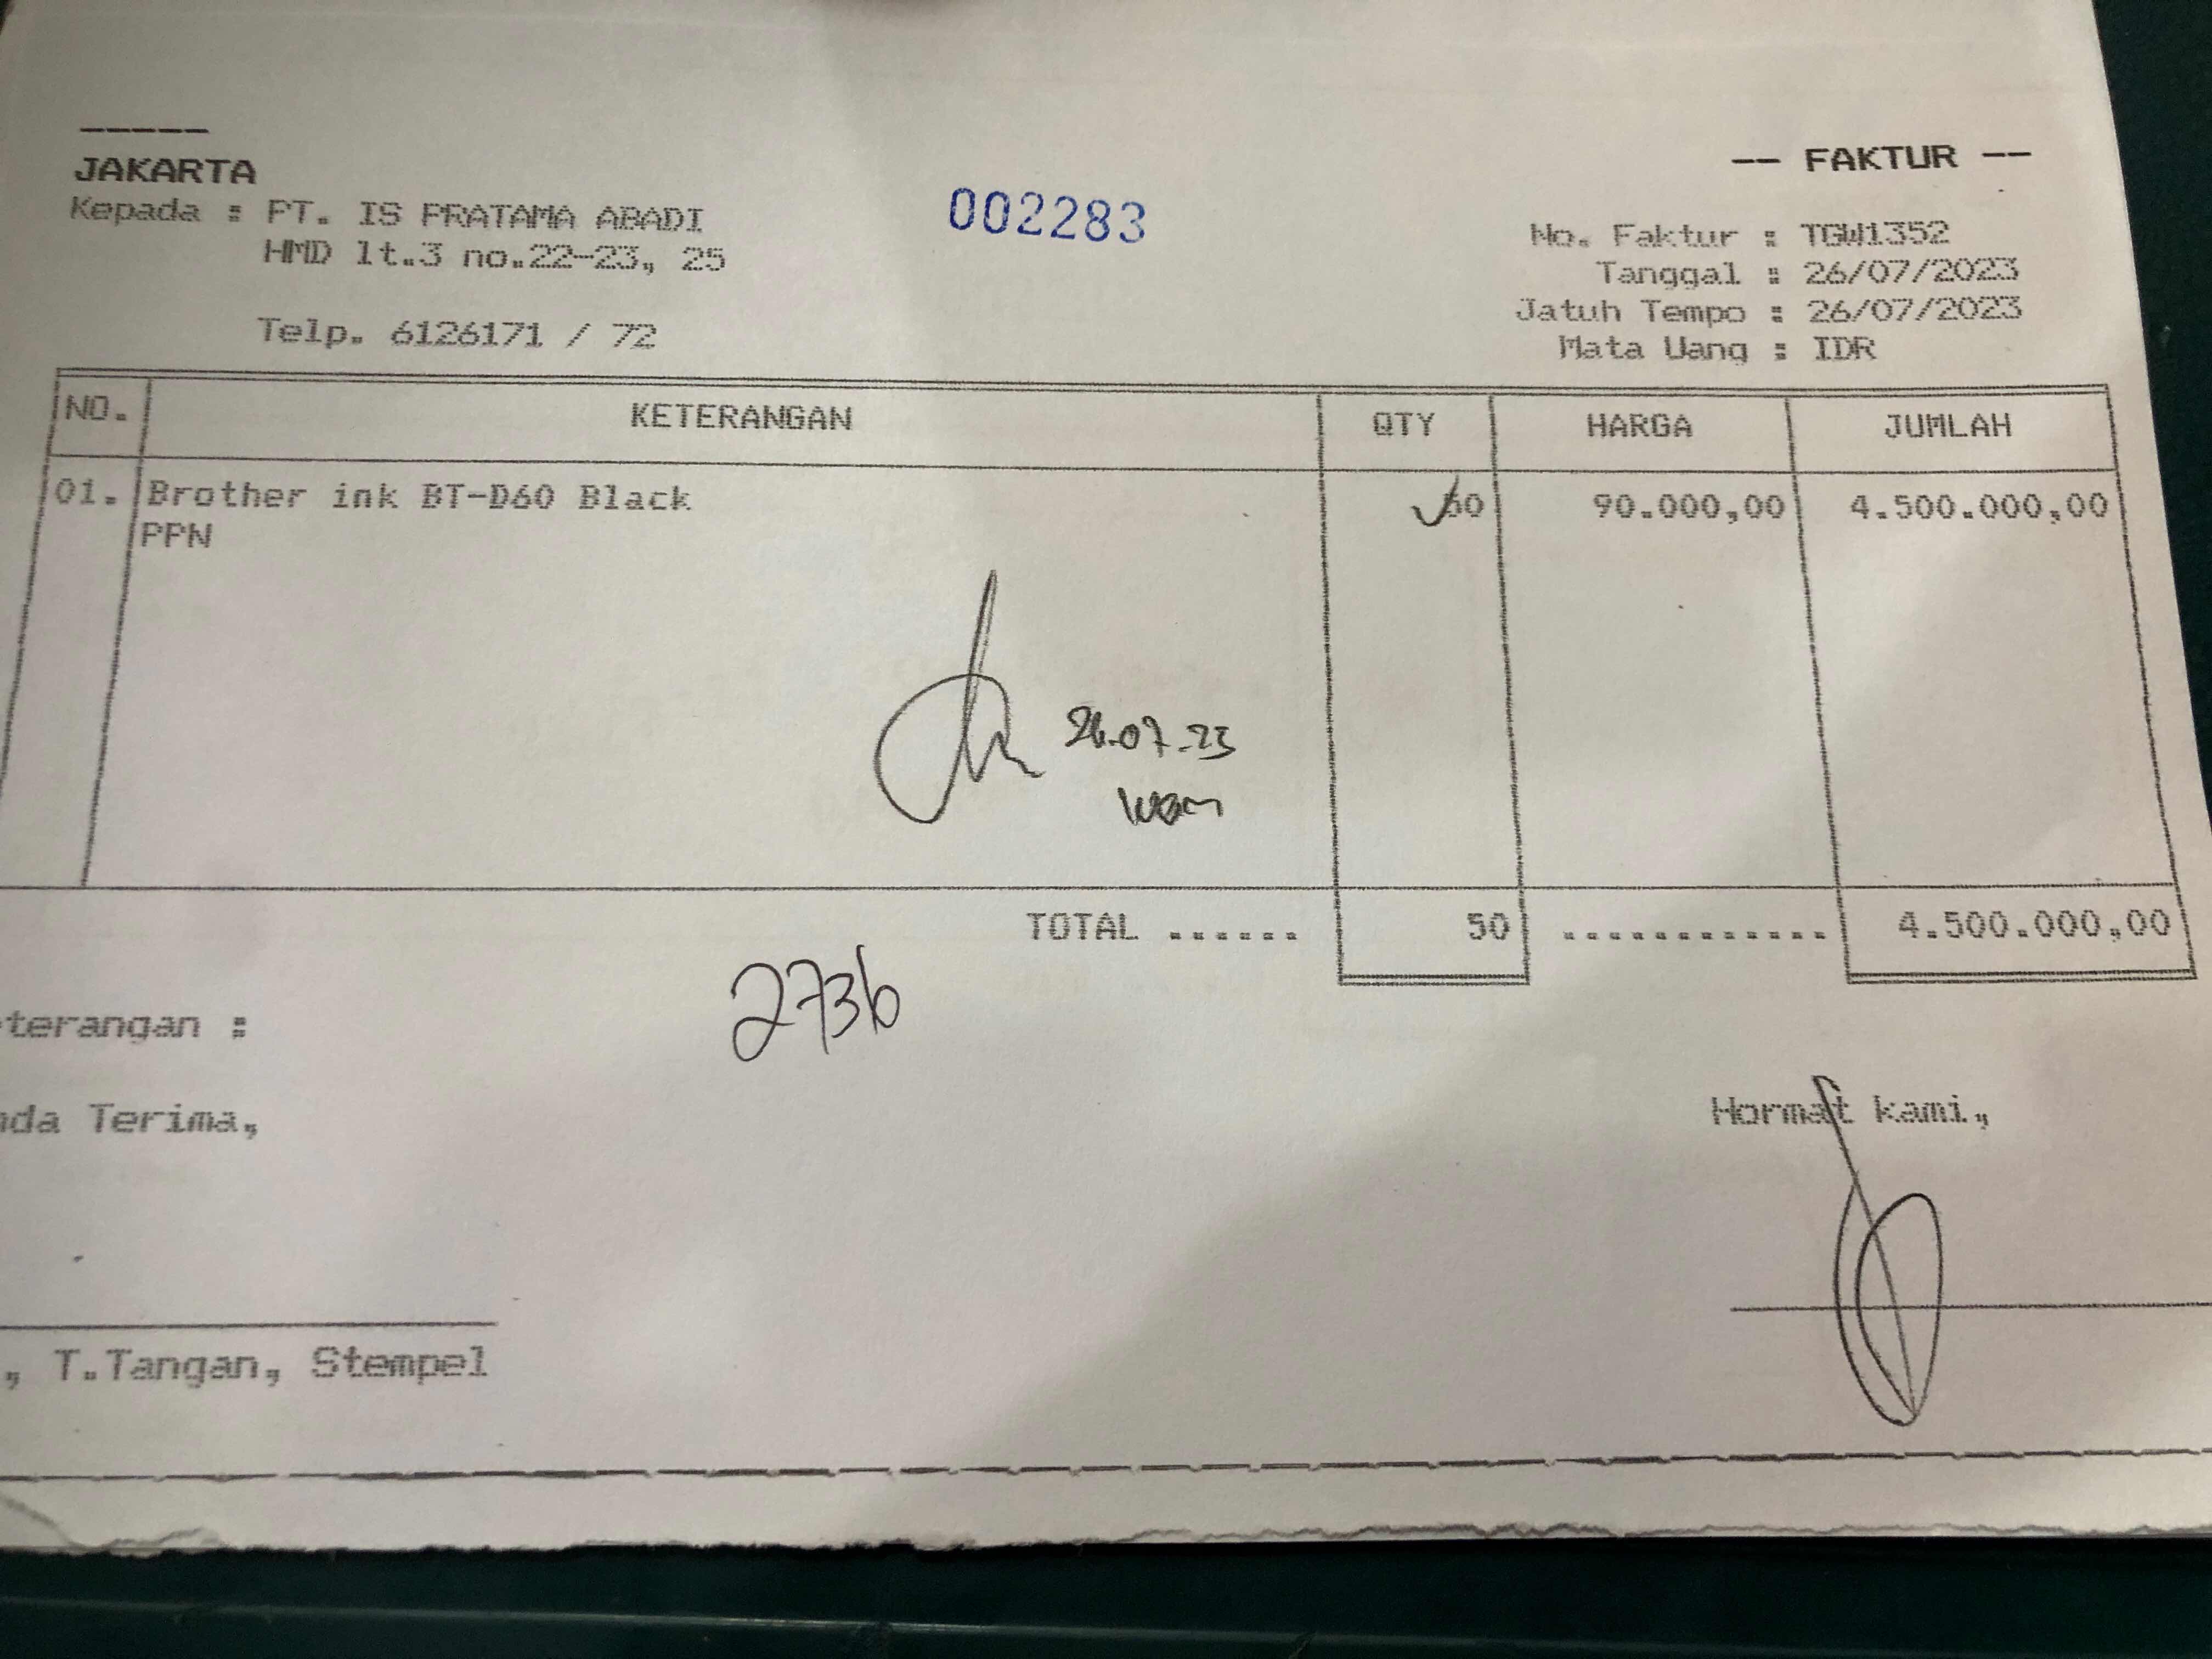 JAKARTA
-- FAKTUR --
Kepada : PT. IS PRATAMA ABADI
HMD lt.3 no.22-23, 25
Telp. 6126171 / 72
002283
No. Faktur : TGW1352
Tanggal : 26/07/2023
Jatuh Tempo : 26/07/2023
Mata Uang : IDR
NO. KETERANGAN QTY HARGA JUMLAH
01. Brother ink BT-D60 Black 50 90.000,00 4.500.000,00
PPN
26.07.23
TOTAL ...... 50 ............ 4.500.000,00
2736
terangan :
da Terima,
Hormat kami,
, T.Tangan, Stempel